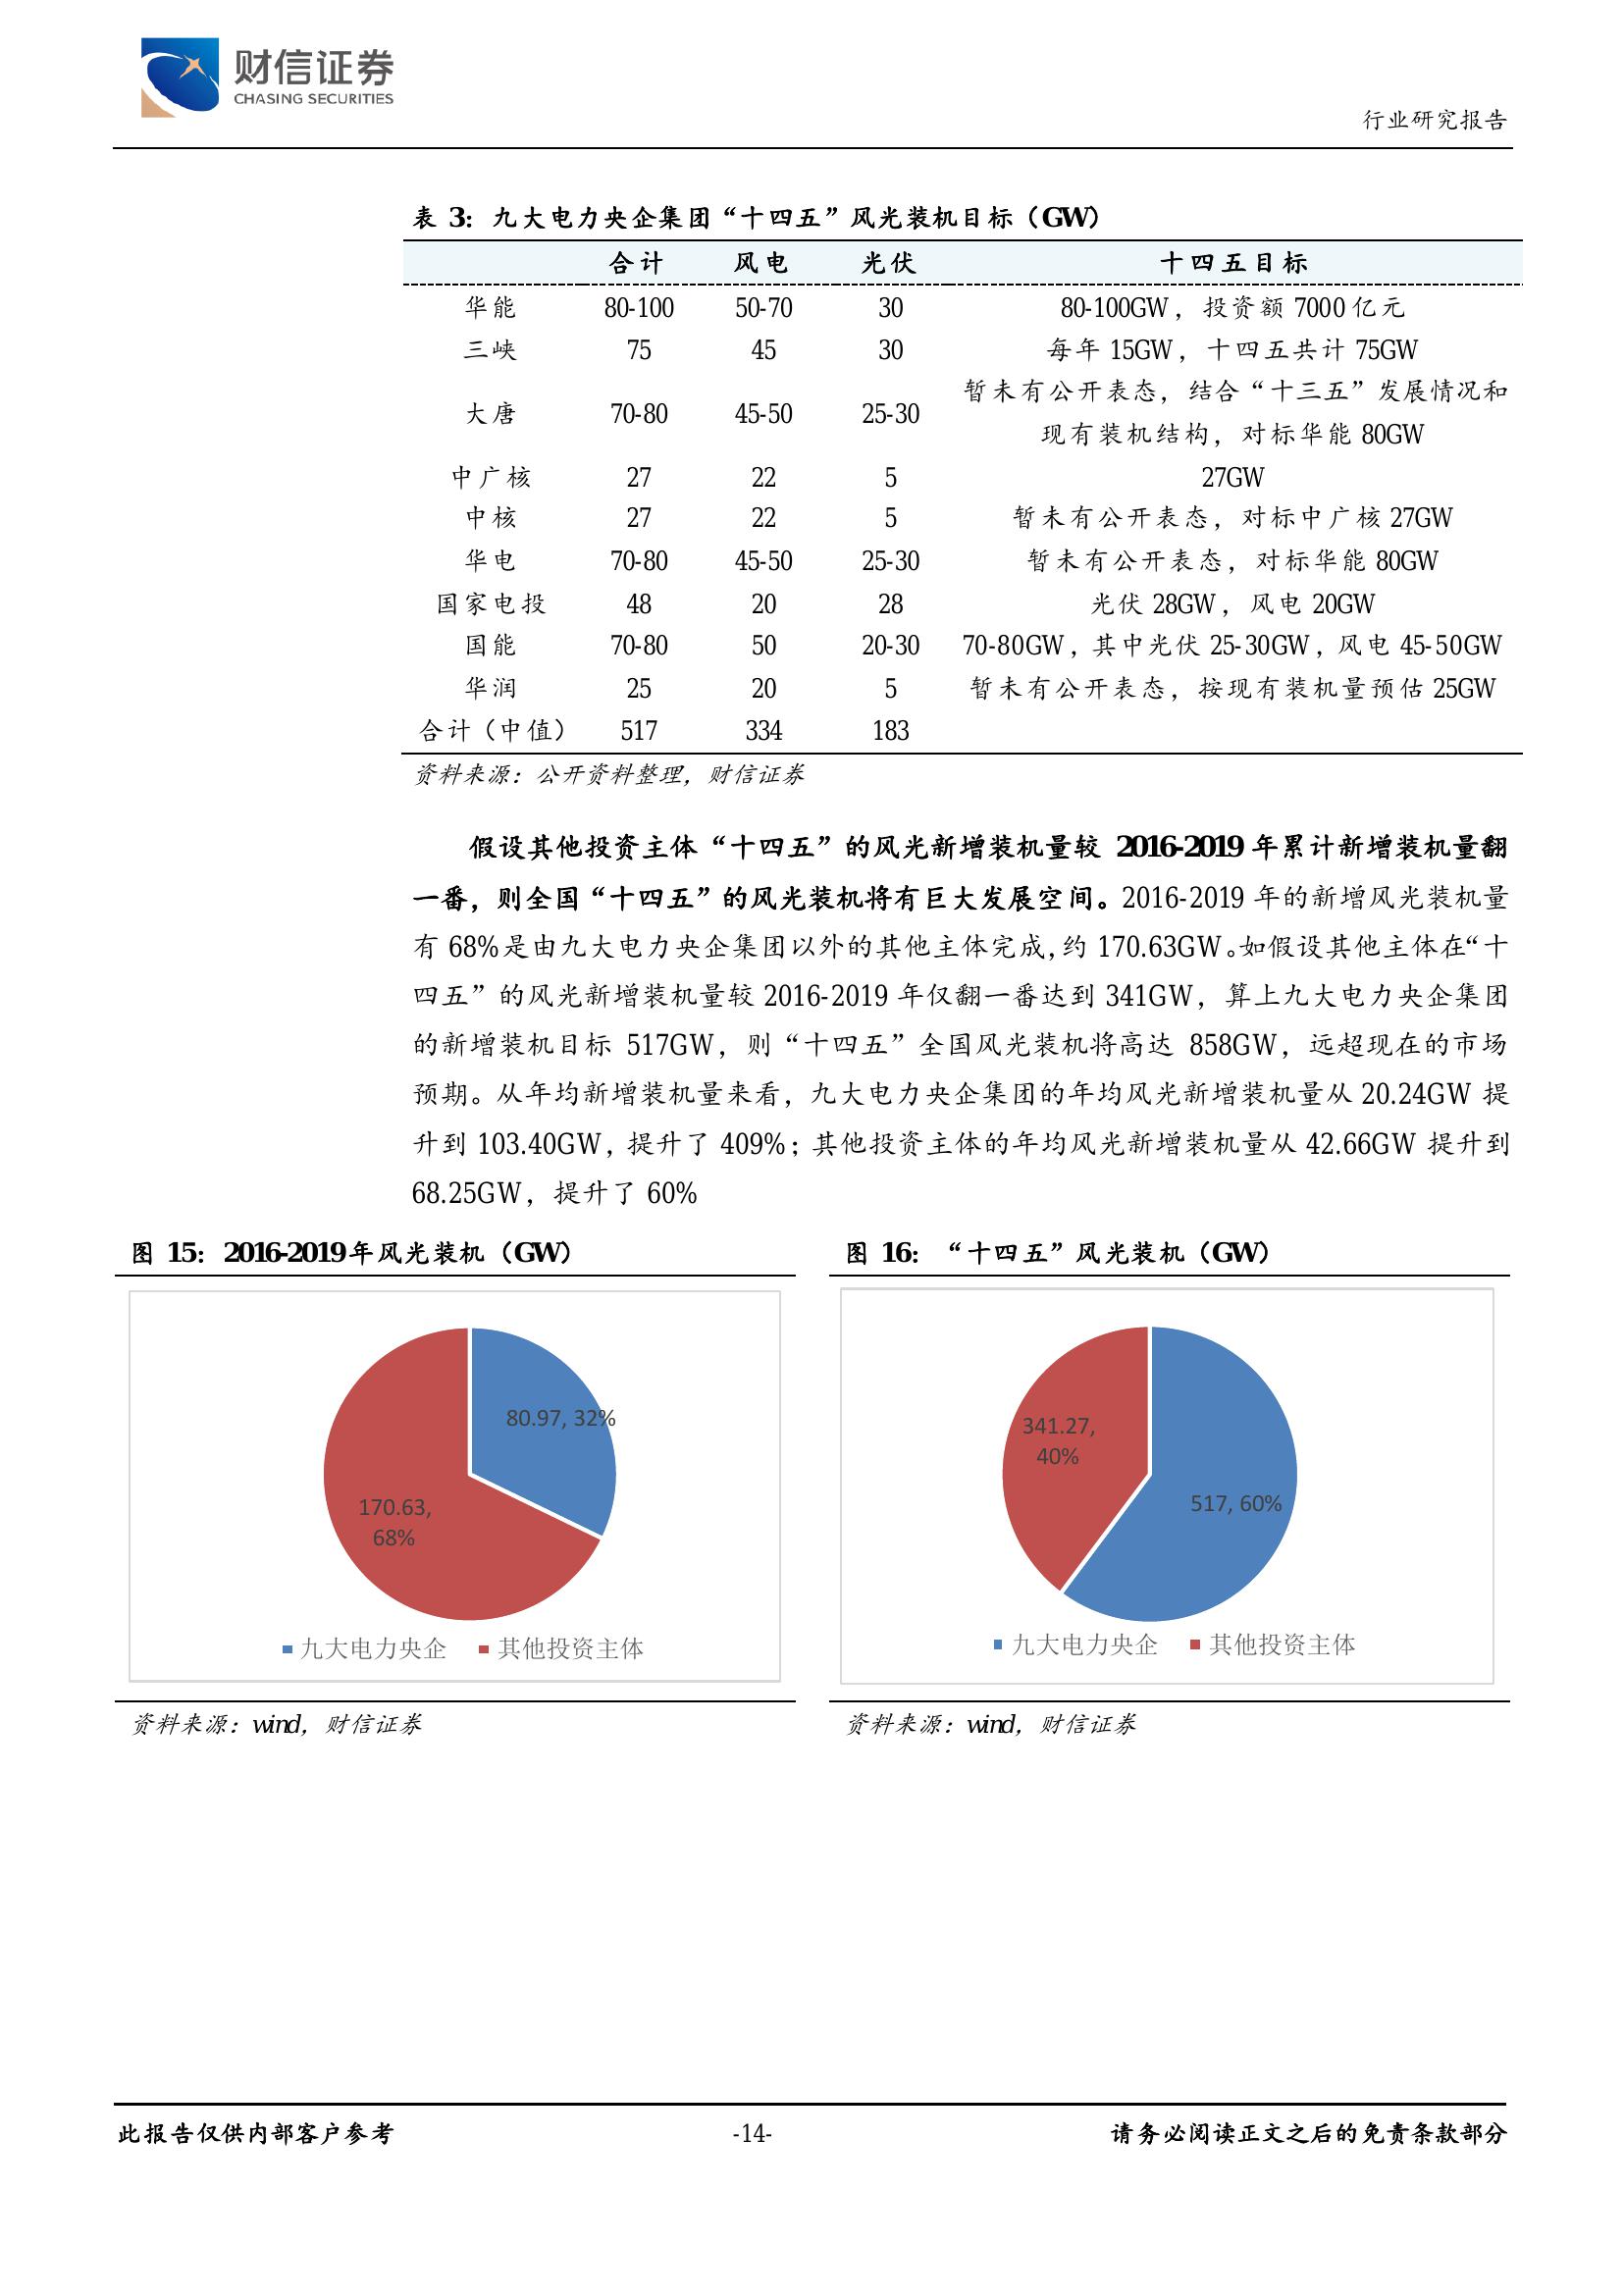 财信证券
CHASING SECURITIES
行业研究报告
表 3：九大电力央企集团“十四五”风光装机目标（GW）
合计 风电 光伏 十四五目标
华能 80-100 50-70 30 80-100GW，投资额 7000 亿元
三峡 75 45 30 每年 15GW，十四五共计 75GW
大唐 70-80 45-50 25-30 暂未有公开表态，结合“十三五”发展情况和
现有装机结构，对标华能 80GW
中广核 27 22 5 27GW
中核 27 22 5 暂未有公开表态，对标中广核 27GW
华电 70-80 45-50 25-30 暂未有公开表态，对标华能 80GW
国家电投 48 20 28 光伏 28GW，风电 20GW
国能 70-80 50 20-30 70-80GW，其中光伏 25-30GW，风电 45-50GW
华润 25 20 5 暂未有公开表态，按现有装机量预估 25GW
合计（中值） 517 334 183
资料来源：公开资料整理，财信证券
假设其他投资主体“十四五”的风光新增装机量较 2016-2019 年累计新增装机量翻
一番，则全国“十四五”的风光装机将有巨大发展空间。2016-2019 年的新增风光装机量
有 68%是由九大电力央企集团以外的其他主体完成，约 170.63GW。如假设其他主体在“十
四五”的风光新增装机量较 2016-2019 年仅翻一番达到 341GW，算上九大电力央企集团
的新增装机目标 517GW，则“十四五”全国风光装机将高达 858GW，远超现在的市场
预期。从年均新增装机量来看，九大电力央企集团的年均风光新增装机量从 20.24GW 提
升到 103.40GW，提升了 409%；其他投资主体的年均风光新增装机量从 42.66GW 提升到
68.25GW，提升了 60%
图 15：2016-2019年风光装机（GW）
80.97, 32%
170.63,
68%
九大电力央企 其他投资主体
资料来源：wind，财信证券
图 16：“十四五”风光装机（GW）
341.27,
40%
517, 60%
九大电力央企 其他投资主体
资料来源：wind，财信证券
此报告仅供内部客户参考 -14- 请务必阅读正文之后的免责条款部分